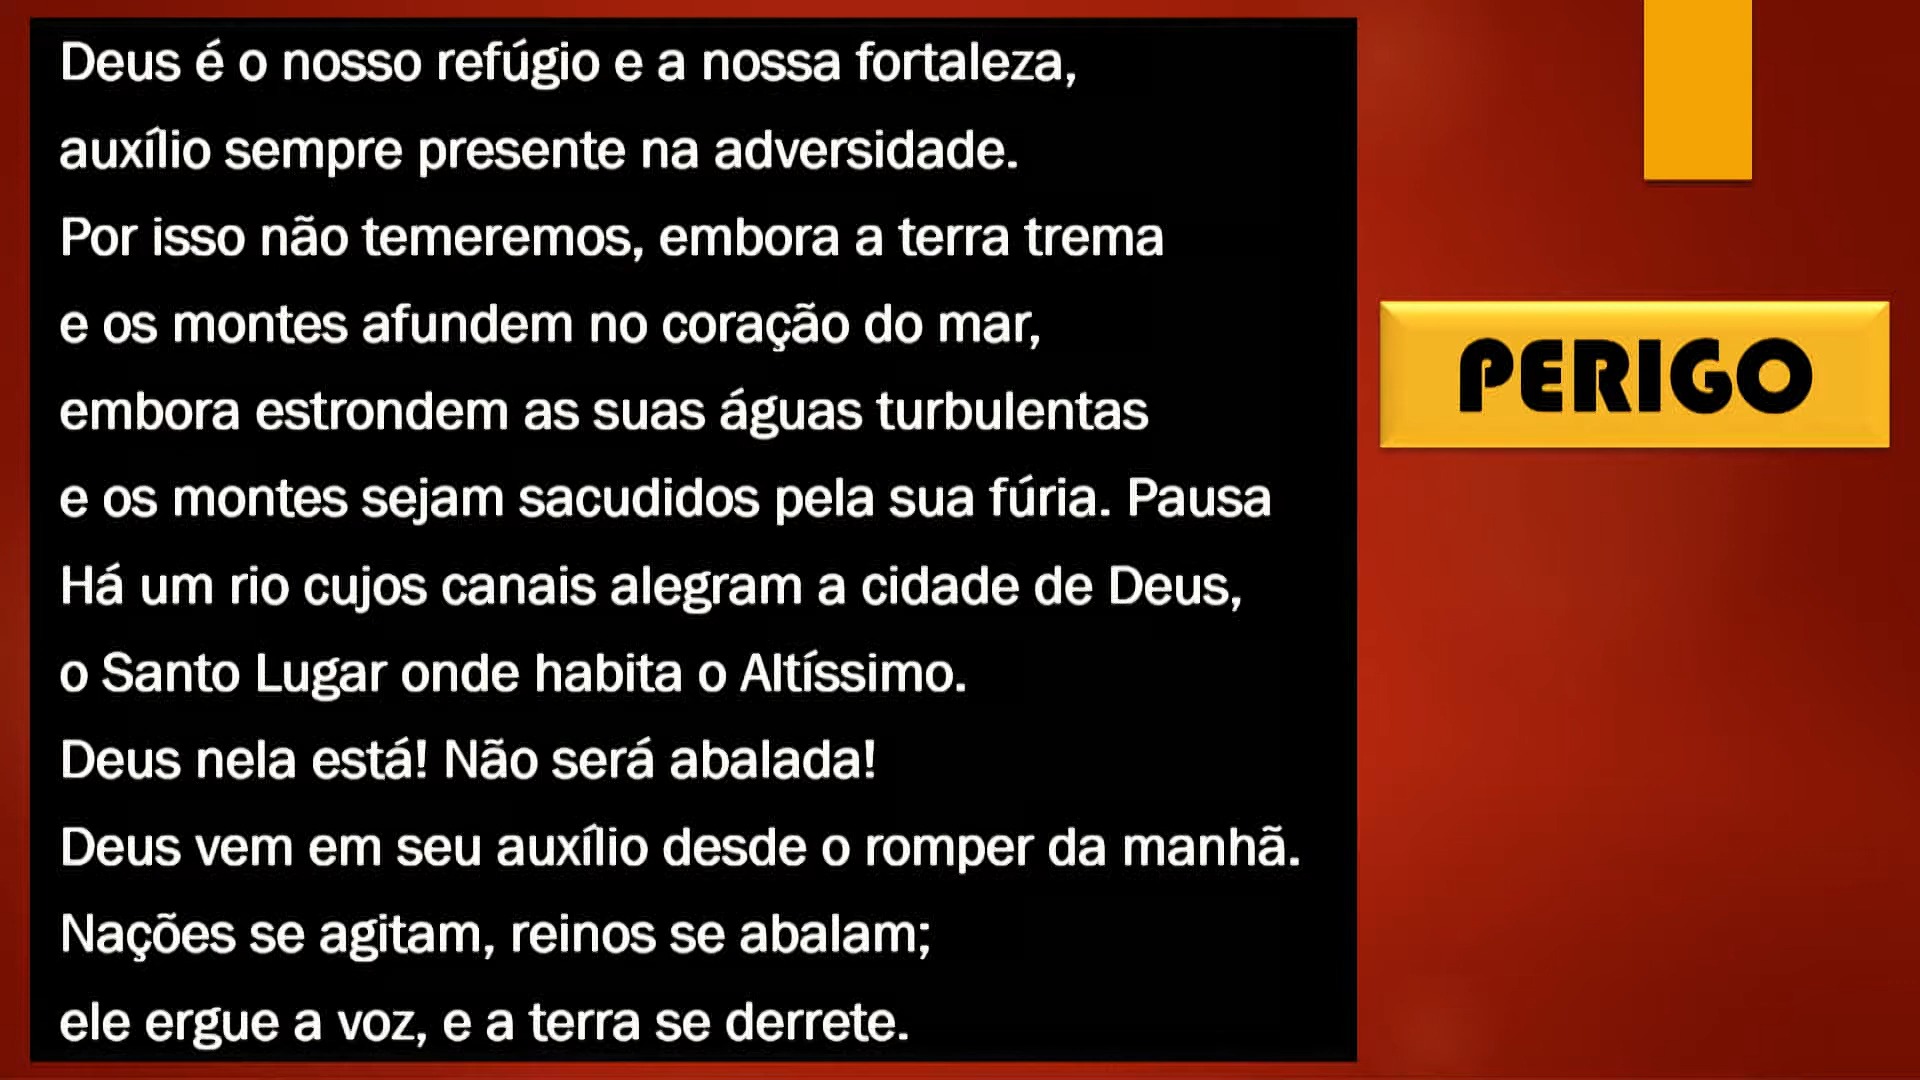 Deus é o nosso refúgio e a nossa fortaleza,
auxílio sempre presente na adversidade.
Por isso não temeremos, embora a terra trema
e os montes afundem no coração do mar,
embora estrondem as suas águas turbulentas
e os montes sejam sacudidos pela sua fúria. Pausa
Há um rio cujos canais alegram a cidade de Deus,
o Santo Lugar onde habita o Altíssimo.
Deus nela está! Não será abalada!
Deus vem em seu auxílio desde o romper da manhã.
Nações se agitam, reinos se abalam;
ele ergue a voz, e a terra se derrete.
PERIGO